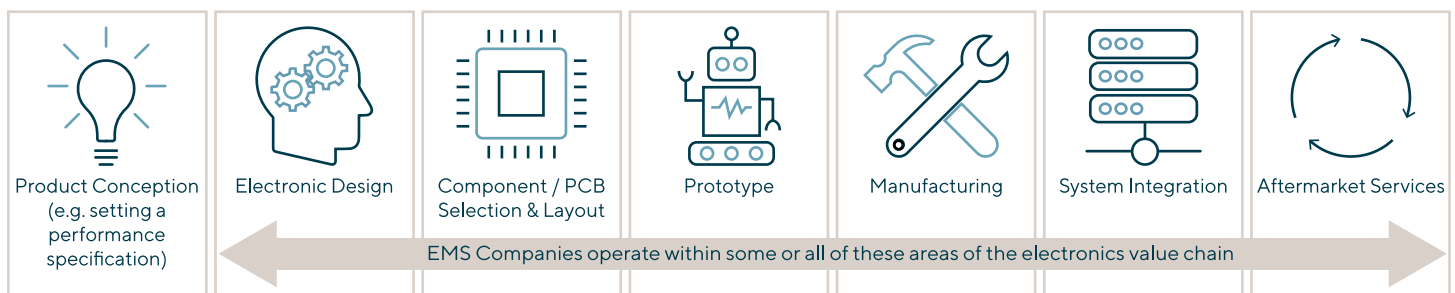 Product Conception
(e.g. setting a
performance
specification)
Electronic Design
Component / PCB
Selection & Layout
Prototype
Manufacturing
System Integration
Aftermarket Services
EMS Companies operate within some or all of these areas of the electronics value chain